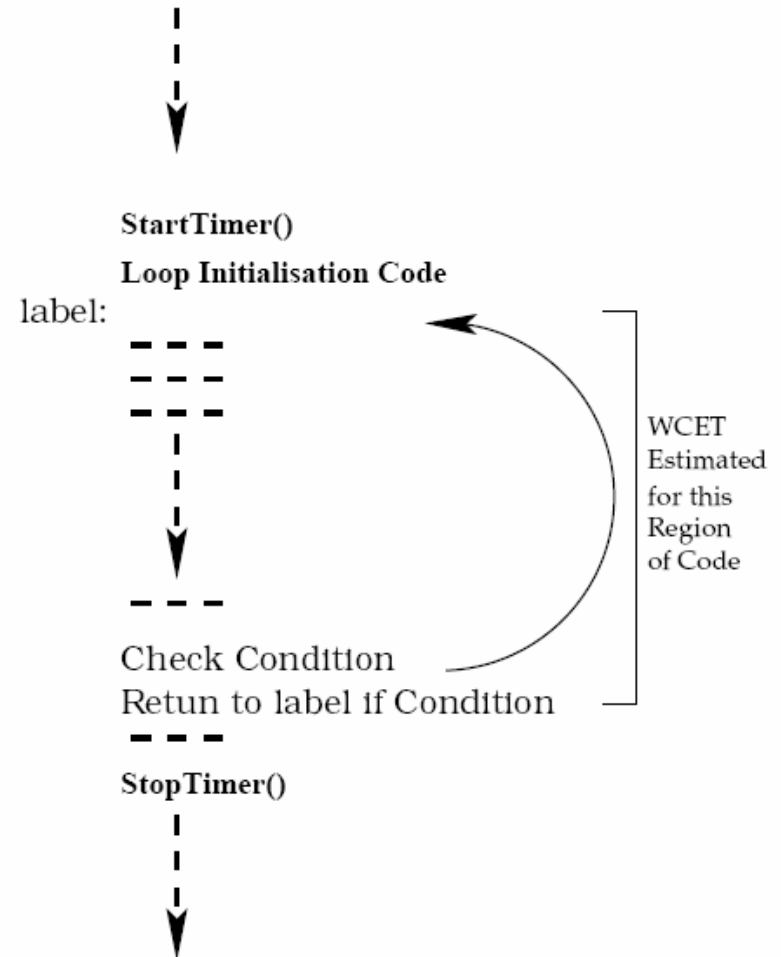 StartTimer()
Loop Initialisation Code
label:
WCET
Estimated
for this
Region
of Code
Check Condition
Retun to label if Condition
StopTimer()